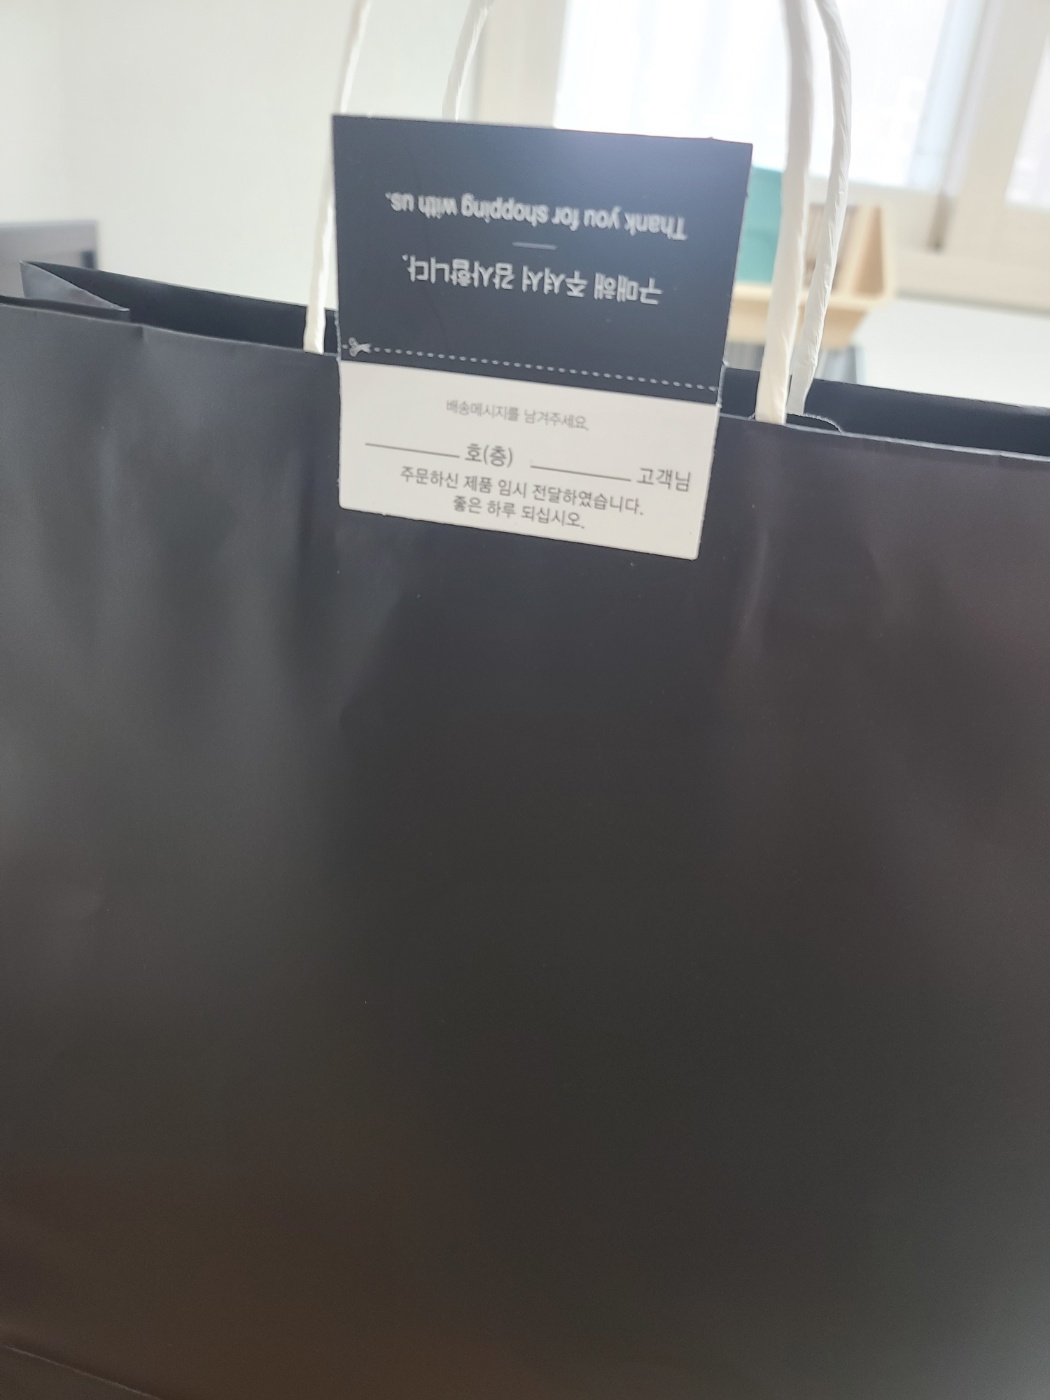 구매해 주셔서 감사합니다.
Thank you for shopping with us.
배송메시지를 남겨주세요.
호(층) 고객님
주문하신 제품 임시 전달하였습니다.
좋은 하루 되십시오.